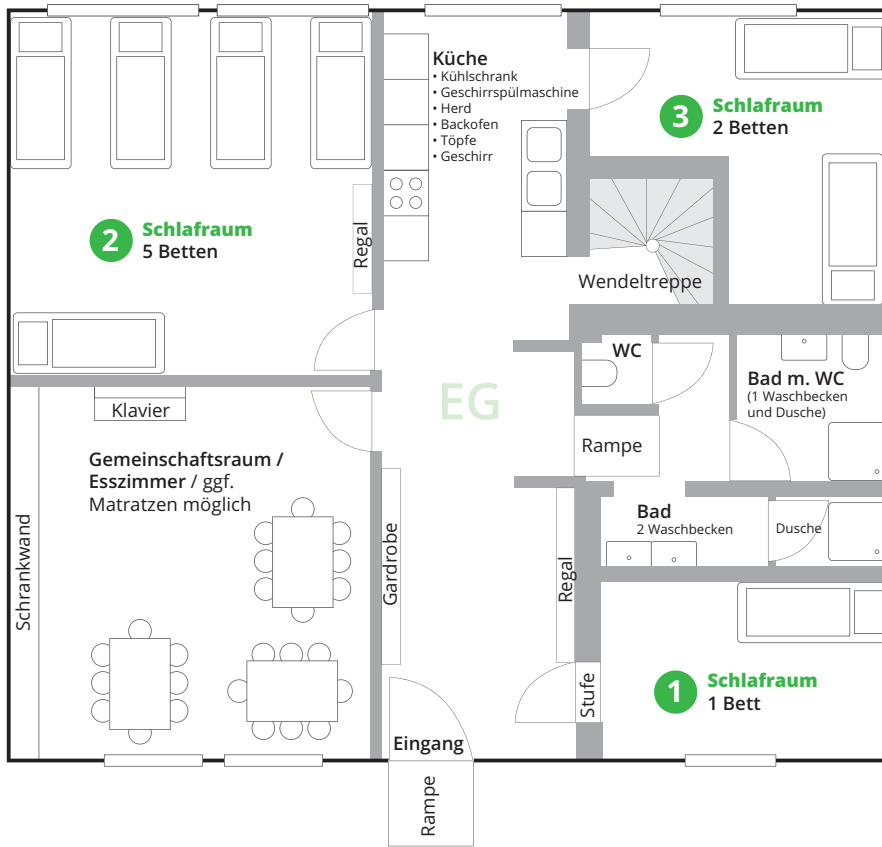 Küche
• Kühlschrank
• Geschirrspülmaschine
• Herd
• Backofen
• Töpfe
• Geschirr
3 Schlafraum
2 Betten
2 Schlafraum
5 Betten
Regal
Wendeltreppe
WC
Bad m. WC
(1 Waschbecken
und Dusche)
EG
Klavier
Rampe
Gemeinschaftsraum /
Esszimmer / ggf.
Matratzen möglich
Schrankwand
Gardrobe
Regal
Bad
2 Waschbecken
Dusche
1 Schlafraum
1 Bett
Stufe
Eingang
Rampe